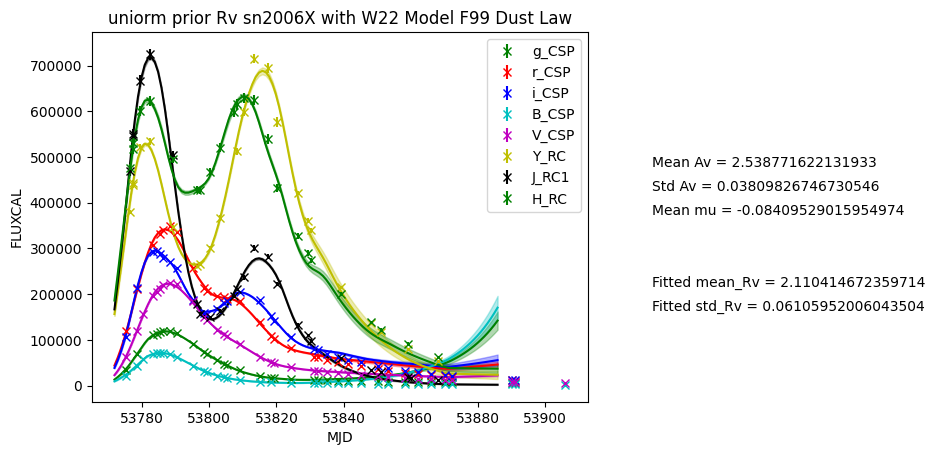 uniorm prior Rv sn2006X with W22 Model F99 Dust Law
FLUXCAL
700000
600000
500000
400000
300000
200000
100000
0
53780 53800 53820 53840 53860 53880 53900
MJD
g_CSP
r_CSP
i_CSP
B_CSP
V_CSP
Y_RC
J_RC1
H_RC
Mean Av = 2.538771622131933
Std Av = 0.03809826746730546
Mean mu = -0.08409529015954974
Fitted mean_Rv = 2.110414672359714
Fitted std_Rv = 0.06105952006043504